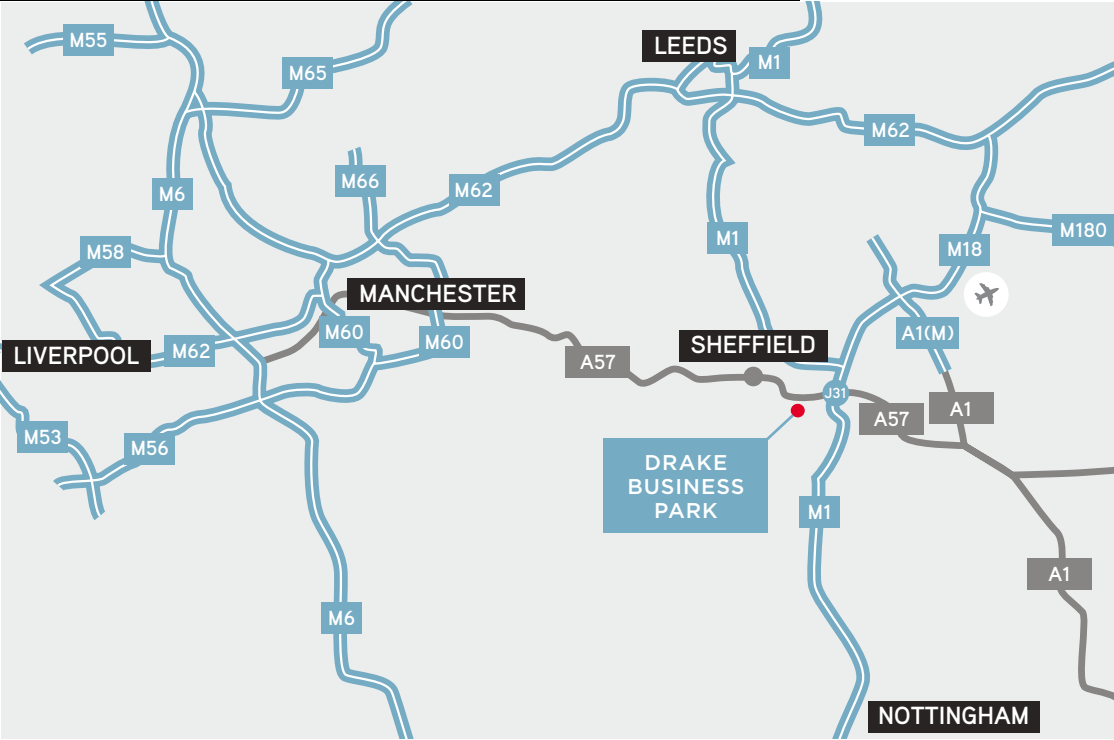 M55
LEEDS
M1
M65
M62
M66
M62
M6
M180
M1
M18
M58
MANCHESTER
M60
A1(M)
M60
SHEFFIELD
M62
LIVERPOOL
A57
J31
A1
A57
M53
M56
DRAKE
BUSINESS
PARK
M1
A1
M6
NOTTINGHAM